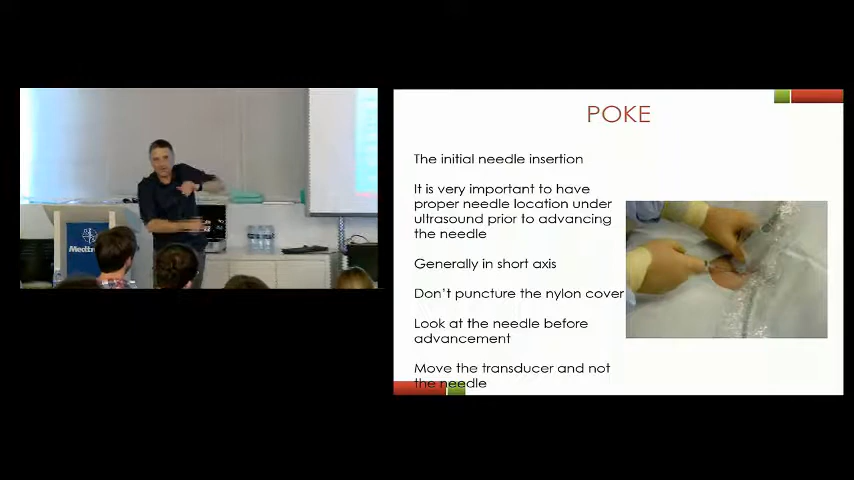 Medtr
POKE
The initial needle insertion
It is very important to have
proper needle location under
ultrasound prior to advancing
the needle
Generally in short axis
Don't puncture the nylon cover
Look at the needle before
advancement
Move the transducer and not
the needle